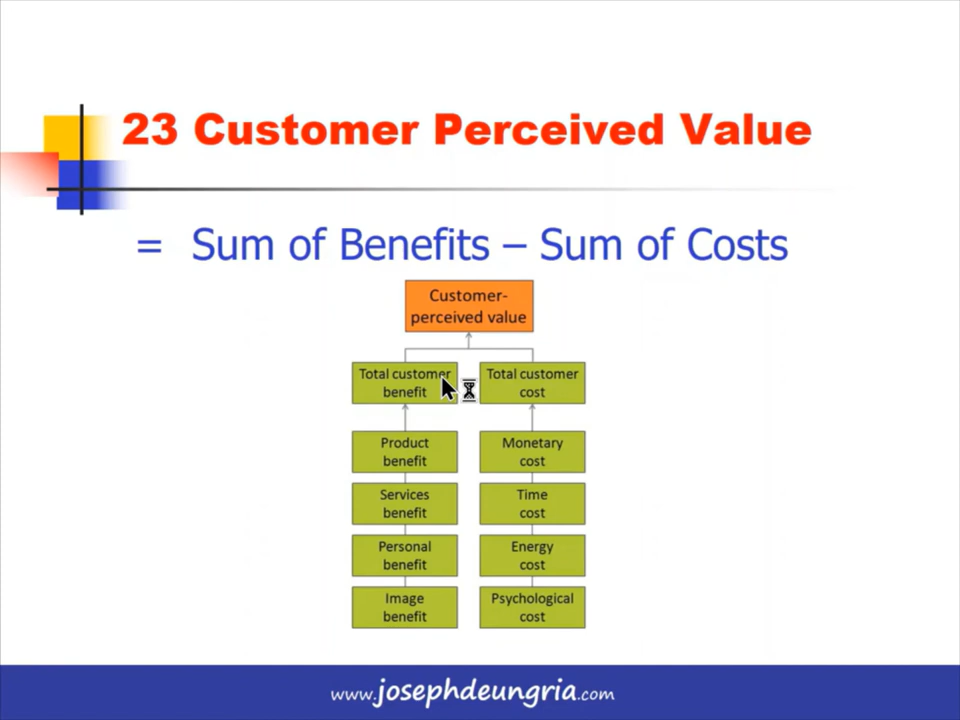 23 Customer Perceived Value
= Sum of Benefits – Sum of Costs
Customer-
perceived value
Total customer
benefit
Total customer
cost
Product
benefit
Monetary
cost
Services
benefit
Time
cost
Personal
benefit
Energy
cost
Image
benefit
Psychological
cost
www.josephdeungria.com